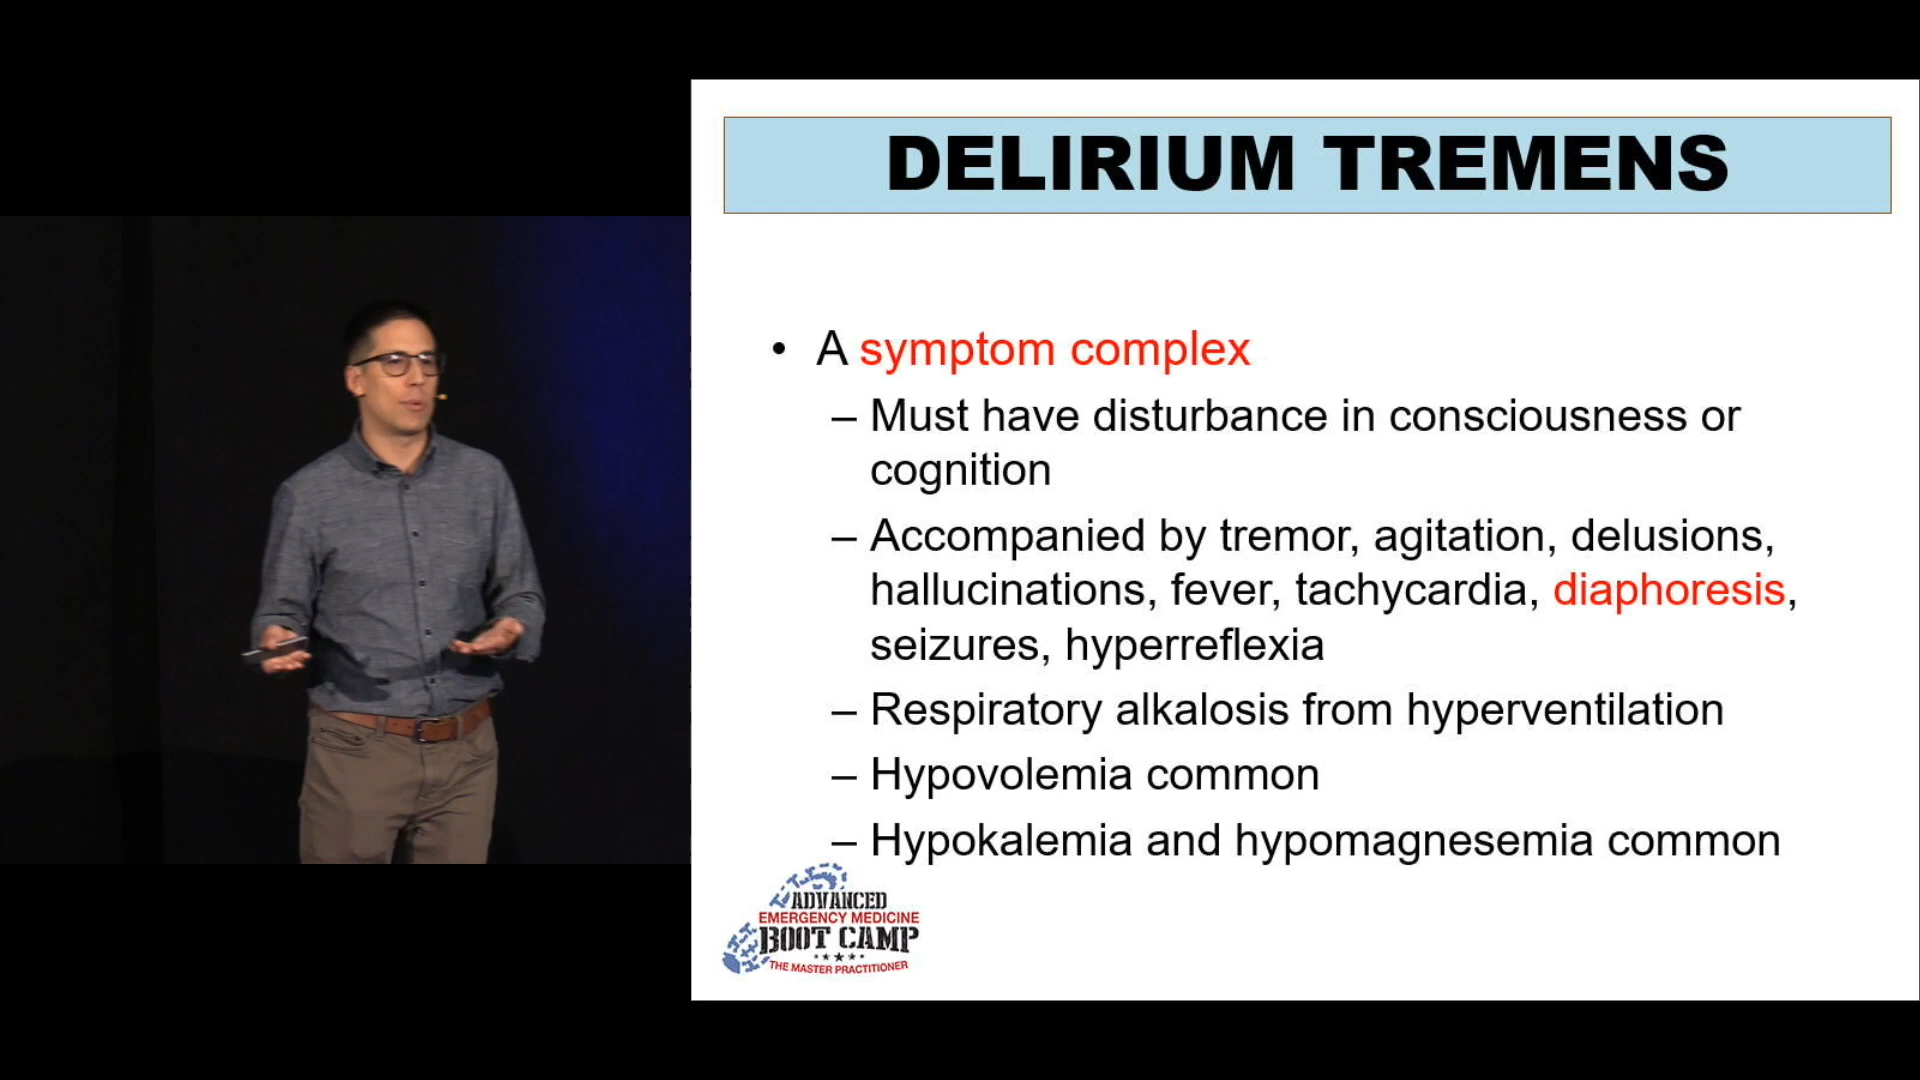 DELIRIUM TREMENS
• A symptom complex
– Must have disturbance in consciousness or
cognition
– Accompanied by tremor, agitation, delusions,
hallucinations, fever, tachycardia, diaphoresis,
seizures, hyperreflexia
– Respiratory alkalosis from hyperventilation
– Hypovolemia common
– Hypokalemia and hypomagnesemia common
ADVANCED
EMERGENCY MEDICINE
BOOT CAMP
THE MASTER PRACTITIONER